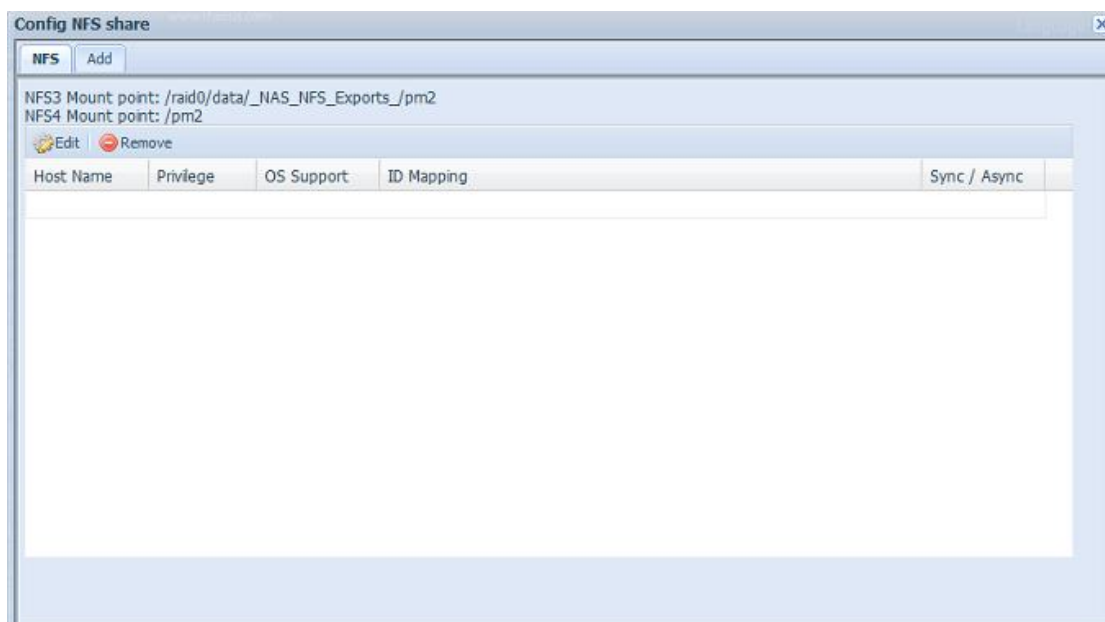 Config NFS share
NFS Add
NFS3 Mount point: /raid0/data/_NAS_NFS_Exports_/pm2
NFS4 Mount point: /pm2
Edit Remove
Host Name Privilege OS Support ID Mapping Sync / Async